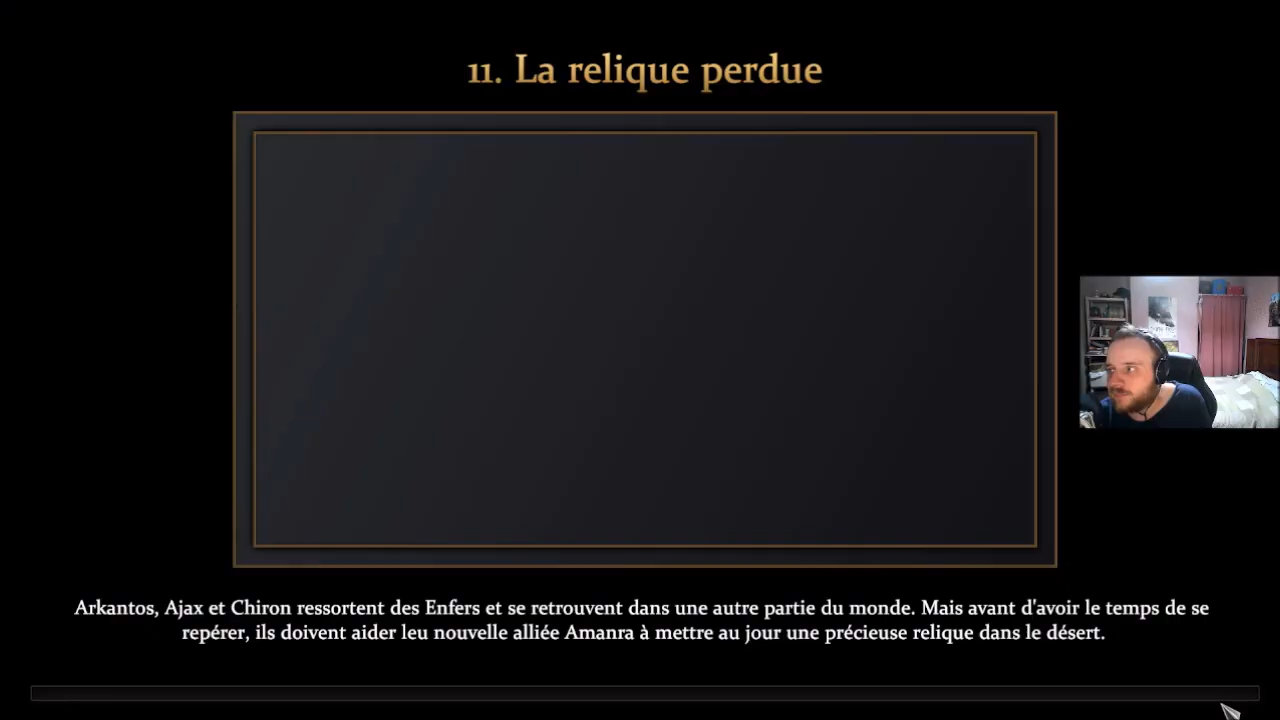 11. La relique perdue
Arkantos, Ajax et Chiron ressortent des Enfers et se retrouvent dans une autre partie du monde. Mais avant d'avoir le temps de se
repérer, ils doivent aider leu nouvelle alliée Amanra à mettre au jour une précieuse relique dans le désert.